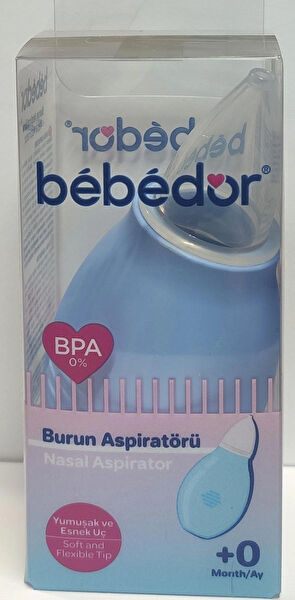 bébédor®
bébédor®
BPA
0%
Burun Aspiratörü
Nasal Aspirator
Yumuşak ve
Esnek Uç
Soft and
Flexible Tip
+0
Month/Ay